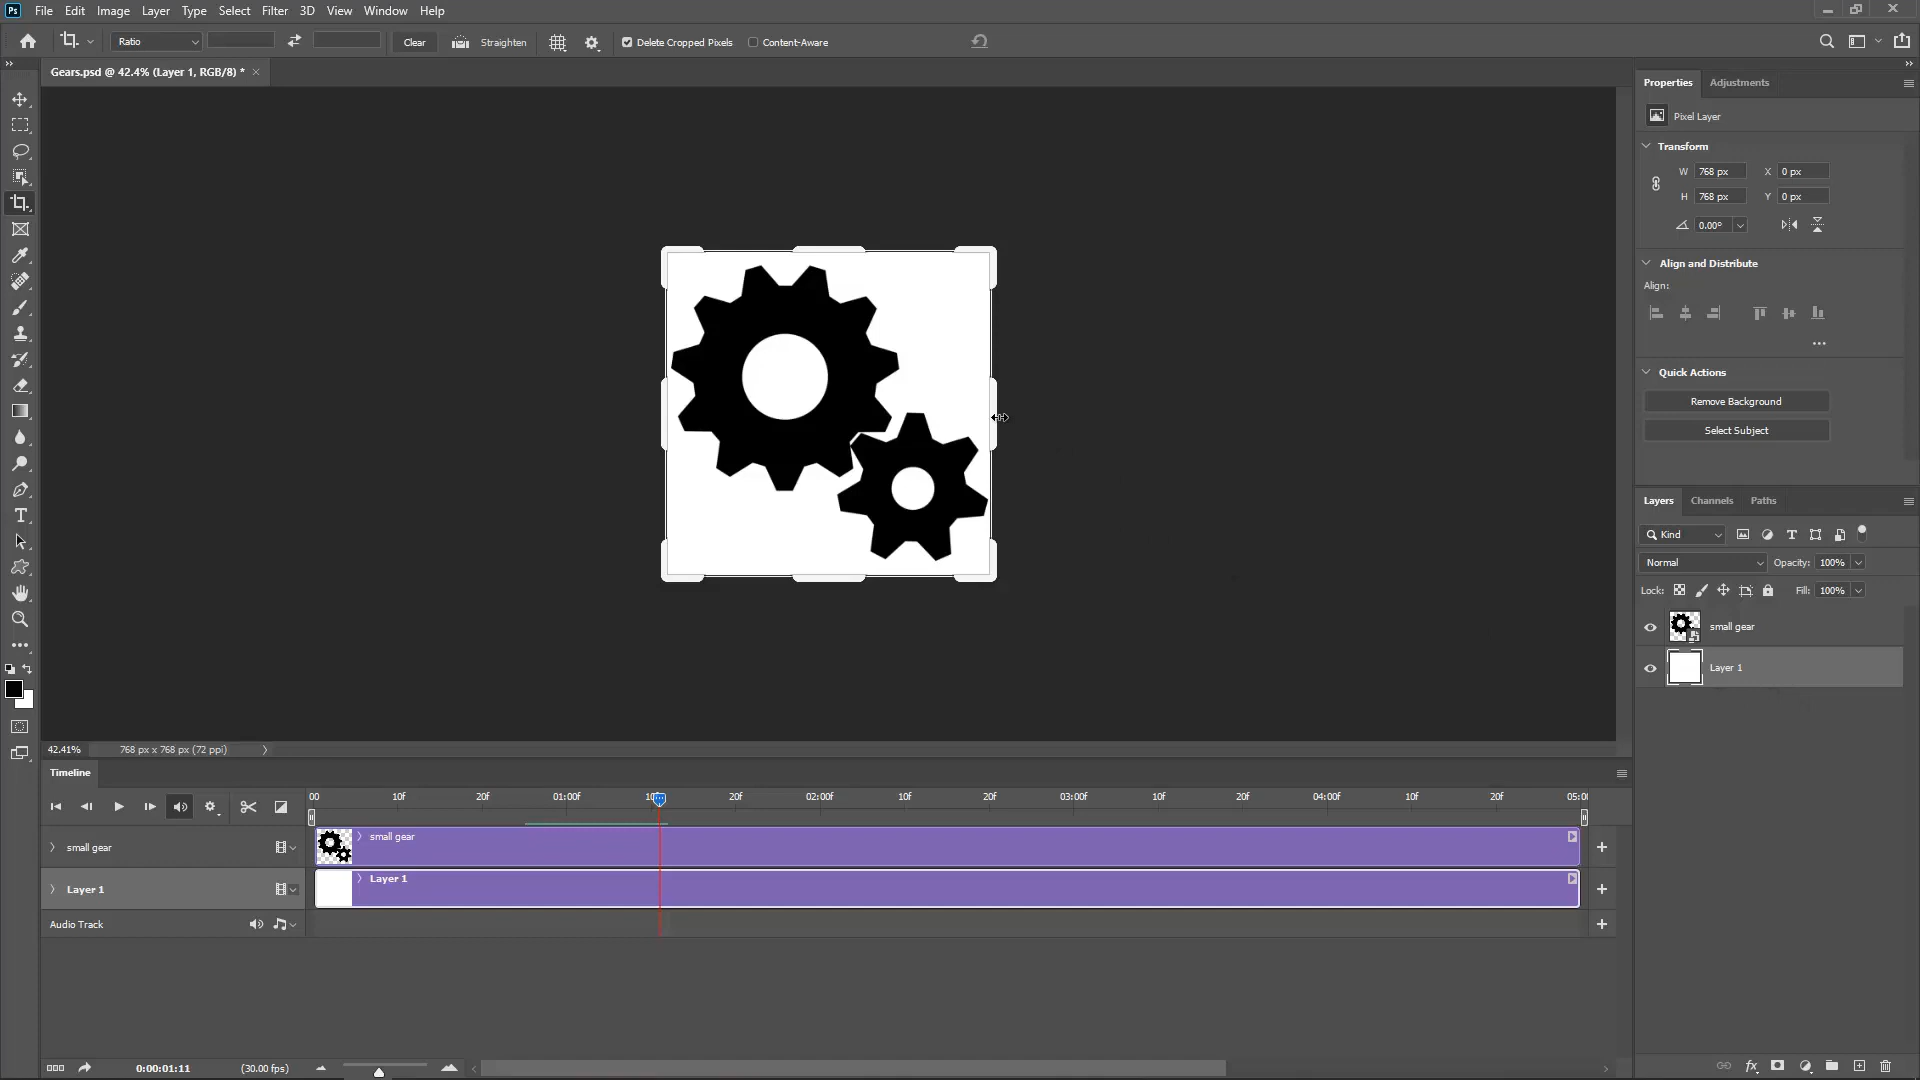 Ps File Edit Image Layer Type Select Filter 3D View Window Help
Ratio Clear Straighten Delete Cropped Pixels Content-Aware
Gears.psd @ 42.4% (Layer 1, RGB/8) *
Properties Adjustments
Pixel Layer
Transform
W 768 px X 0 px
H 768 px Y 0 px
0.00°
Align and Distribute
Align:
Quick Actions
Remove Background
Select Subject
Layers Channels Paths
Kind
Normal Opacity: 100%
Lock: Fill: 100%
small gear
Layer 1
42.41% 768 px x 768 px (72 ppi)
Timeline
00 10f 20f 01:00f 20f 02:00f 10f 20f 03:00f 10f 20f 04:00f 10f 20f
small gear small gear
Layer 1 Layer 1
Audio Track
0:00:01:11 (30.00 fps)